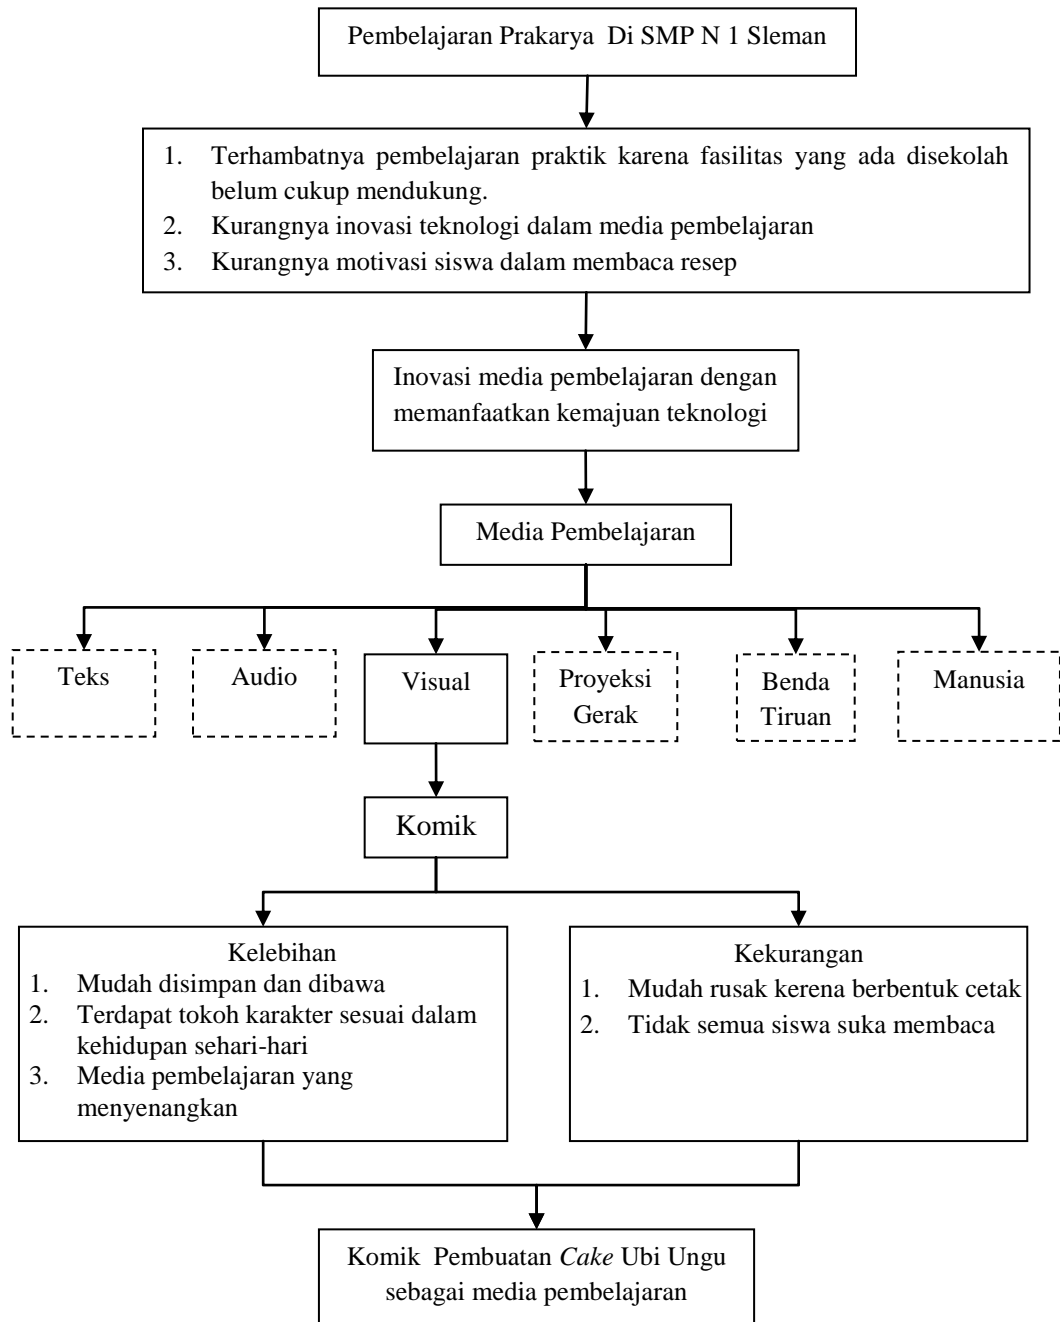 Pembelajaran Prakarya Di SMP N 1 Sleman
1. Terhambatnya pembelajaran praktik karena fasilitas yang ada disekolah
belum cukup mendukung.
2. Kurangnya inovasi teknologi dalam media pembelajaran
3. Kurangnya motivasi siswa dalam membaca resep
Inovasi media pembelajaran dengan
memanfaatkan kemajuan teknologi
Media Pembelajaran
Teks
Audio
Visual
Proyeksi
Gerak
Benda
Tiruan
Manusia
Komik
Kelebihan
1. Mudah disimpan dan dibawa
2. Terdapat tokoh karakter sesuai dalam
kehidupan sehari-hari
3. Media pembelajaran yang
menyenangkan
Kekurangan
1. Mudah rusak kerena berbentuk cetak
2. Tidak semua siswa suka membaca
Komik Pembuatan Cake Ubi Ungu
sebagai media pembelajaran